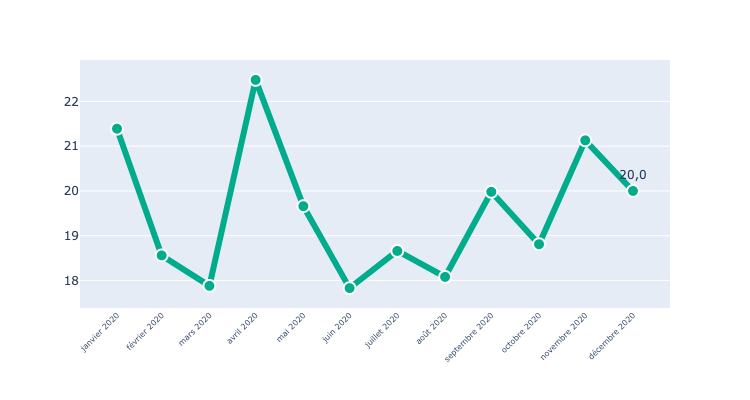 22
21
20,0
20
19
18
janvier 2020
février 2020
mars 2020
avril 2020
mai 2020
juin 2020
juillet 2020
août 2020
septembre 2020
octobre 2020
novembre 2020
décembre 2020